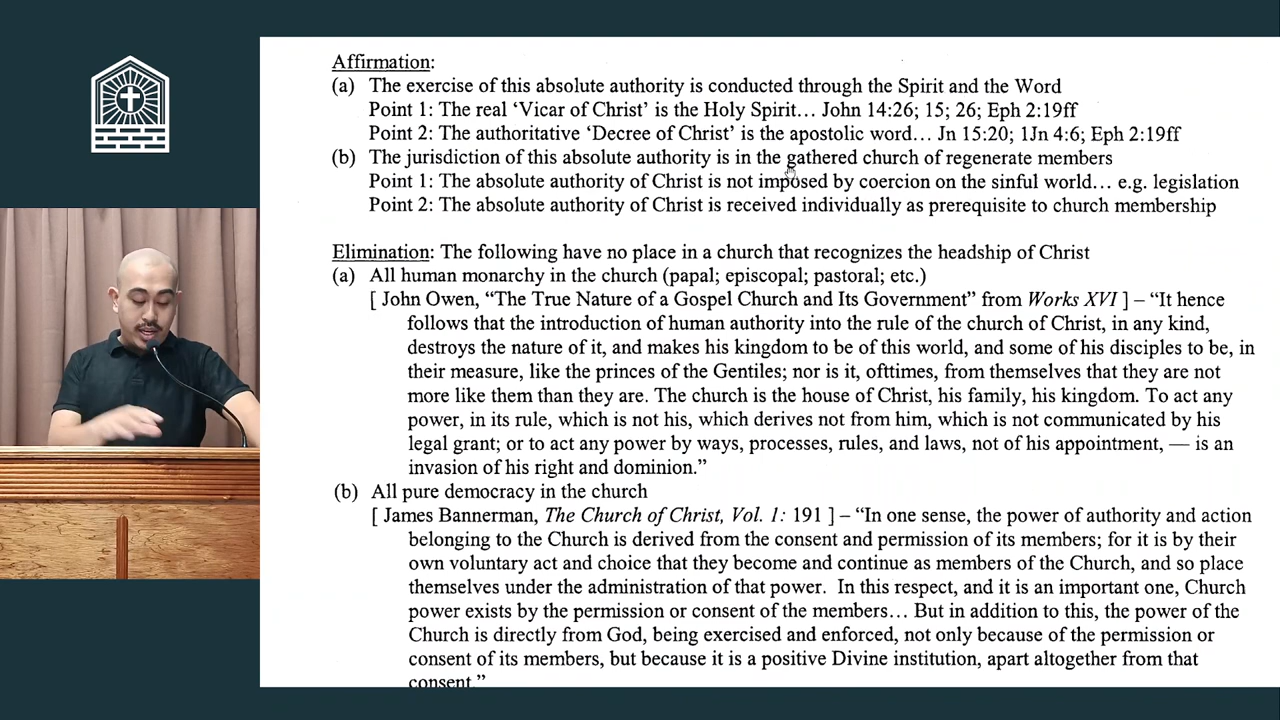 Affirmation:
(a) The exercise of this absolute authority is conducted through the Spirit and the Word
Point 1: The real ‘Vicar of Christ’ is the Holy Spirit… John 14:26; 15; 26; Eph 2:19ff
Point 2: The authoritative ‘Decree of Christ’ is the apostolic word… Jn 15:20; 1Jn 4:6; Eph 2:19ff
(b) The jurisdiction of this absolute authority is in the gathered church of regenerate members
Point 1: The absolute authority of Christ is not imposed by coercion on the sinful world… e.g. legislation
Point 2: The absolute authority of Christ is received individually as prerequisite to church membership
Elimination: The following have no place in a church that recognizes the headship of Christ
(a) All human monarchy in the church (papal; episcopal; pastoral; etc.)
[ John Owen, “The True Nature of a Gospel Church and Its Government” from Works XVI ] – “It hence
follows that the introduction of human authority into the rule of the church of Christ, in any kind,
destroys the nature of it, and makes his kingdom to be of this world, and some of his disciples to be, in
their measure, like the princes of the Gentiles; nor is it, ofttimes, from themselves that they are not
more like them than they are. The church is the house of Christ, his family, his kingdom. To act any
power, in its rule, which is not his, which derives not from him, which is not communicated by his
legal grant; or to act any power by ways, processes, rules, and laws, not of his appointment, — is an
invasion of his right and dominion.”
(b) All pure democracy in the church
[ James Bannerman, The Church of Christ, Vol. 1: 191 ] – “In one sense, the power of authority and action
belonging to the Church is derived from the consent and permission of its members; for it is by their
own voluntary act and choice that they become and continue as members of the Church, and so place
themselves under the administration of that power. In this respect, and it is an important one, Church
power exists by the permission or consent of the members… But in addition to this, the power of the
Church is directly from God, being exercised and enforced, not only because of the permission or
consent of its members, but because it is a positive Divine institution, apart altogether from that
consent.”